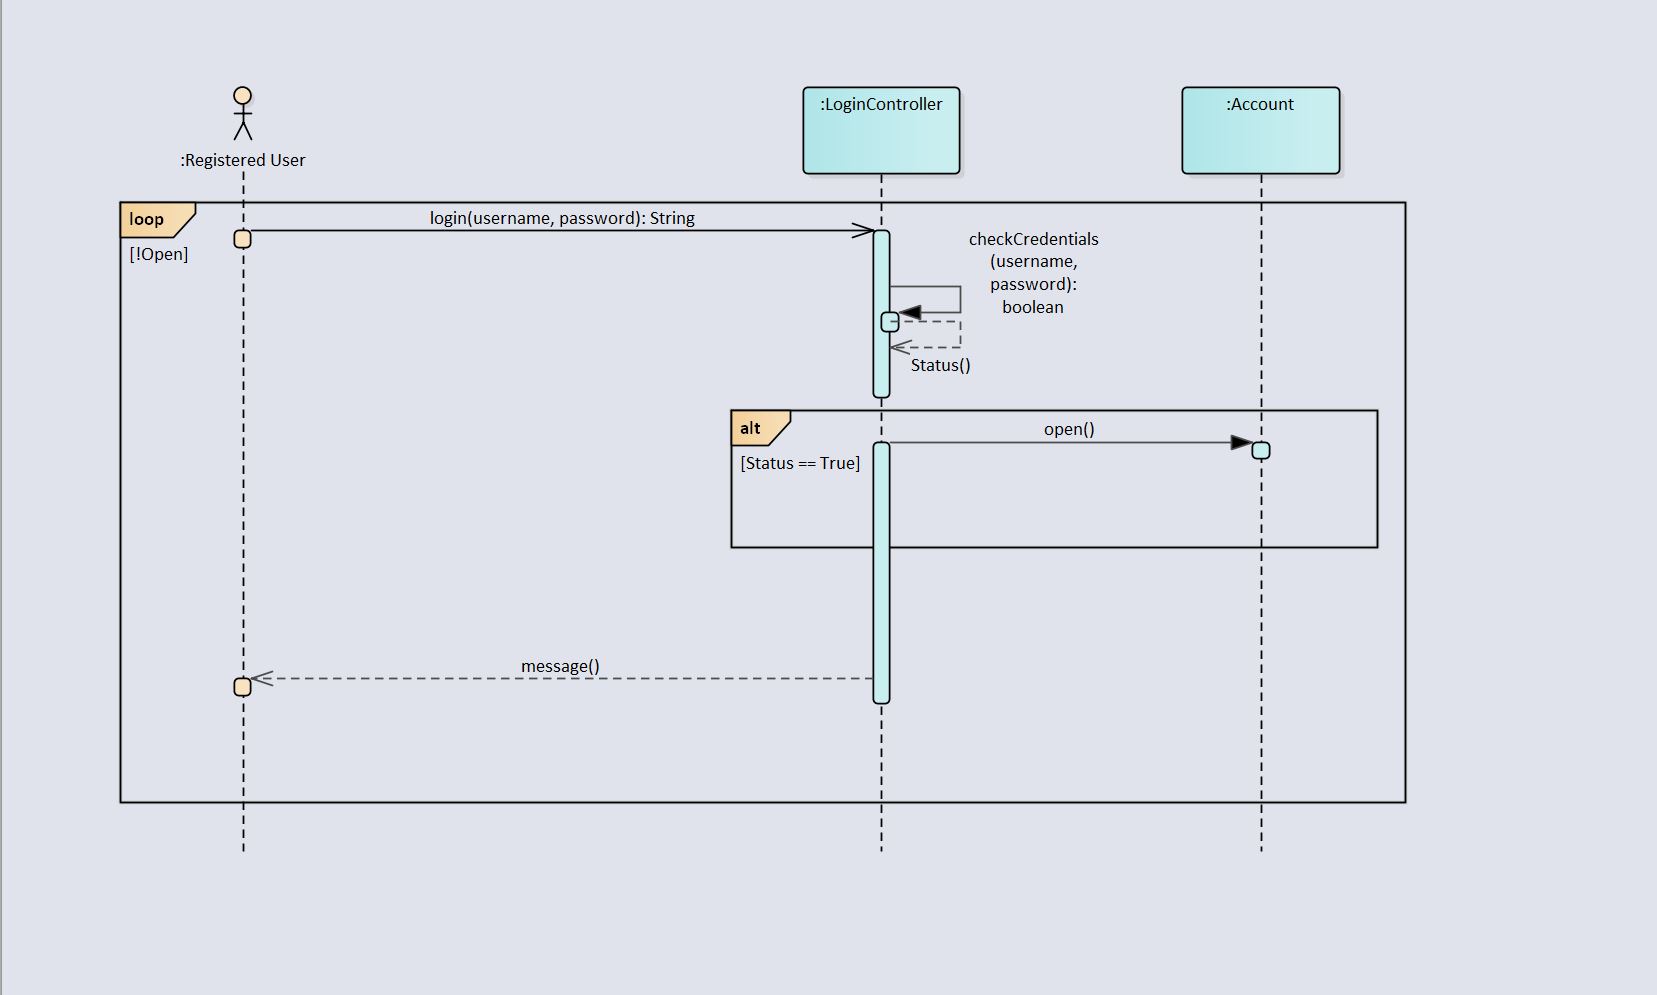 :Registered User
:LoginController
:Account
loop
[!Open]
login(username, password): String
checkCredentials
(username,
password):
boolean
Status()
alt
[Status == True]
open()
message()